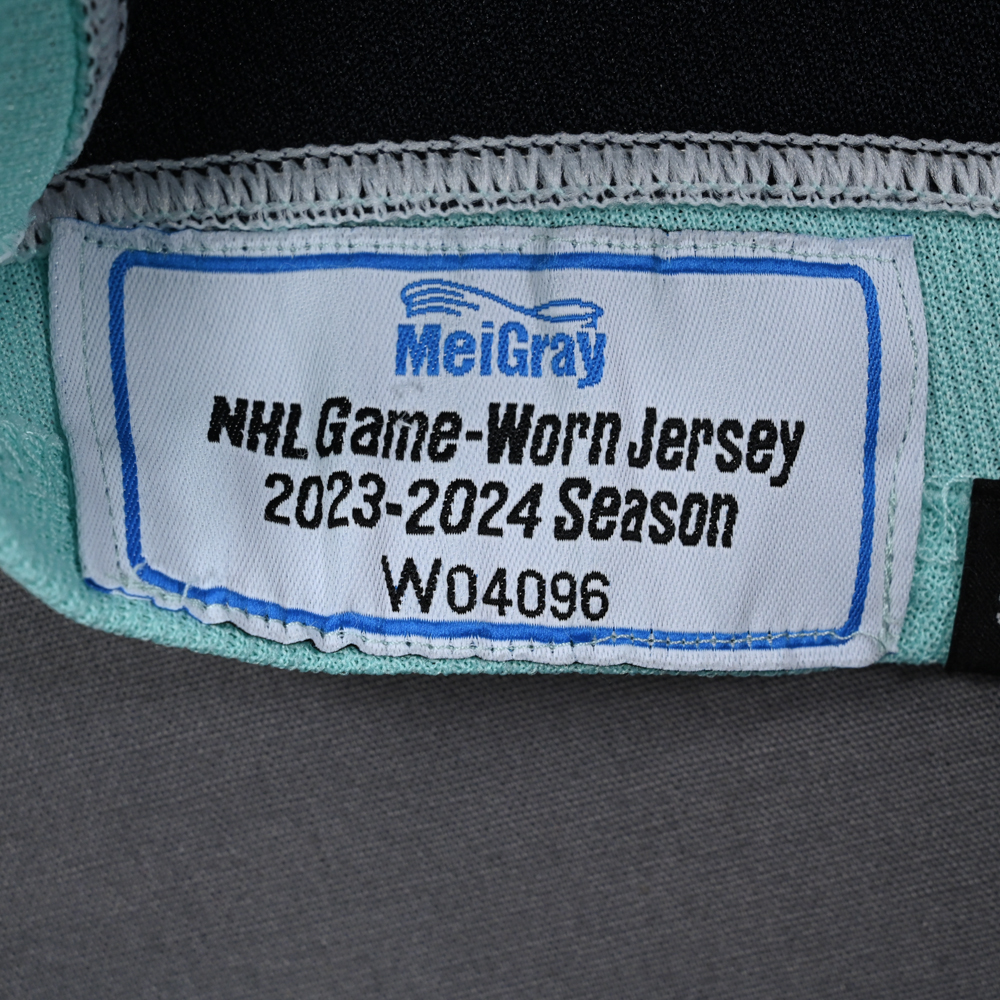 MeiGray
NHL Game-Worn Jersey
2023-2024 Season
W04096